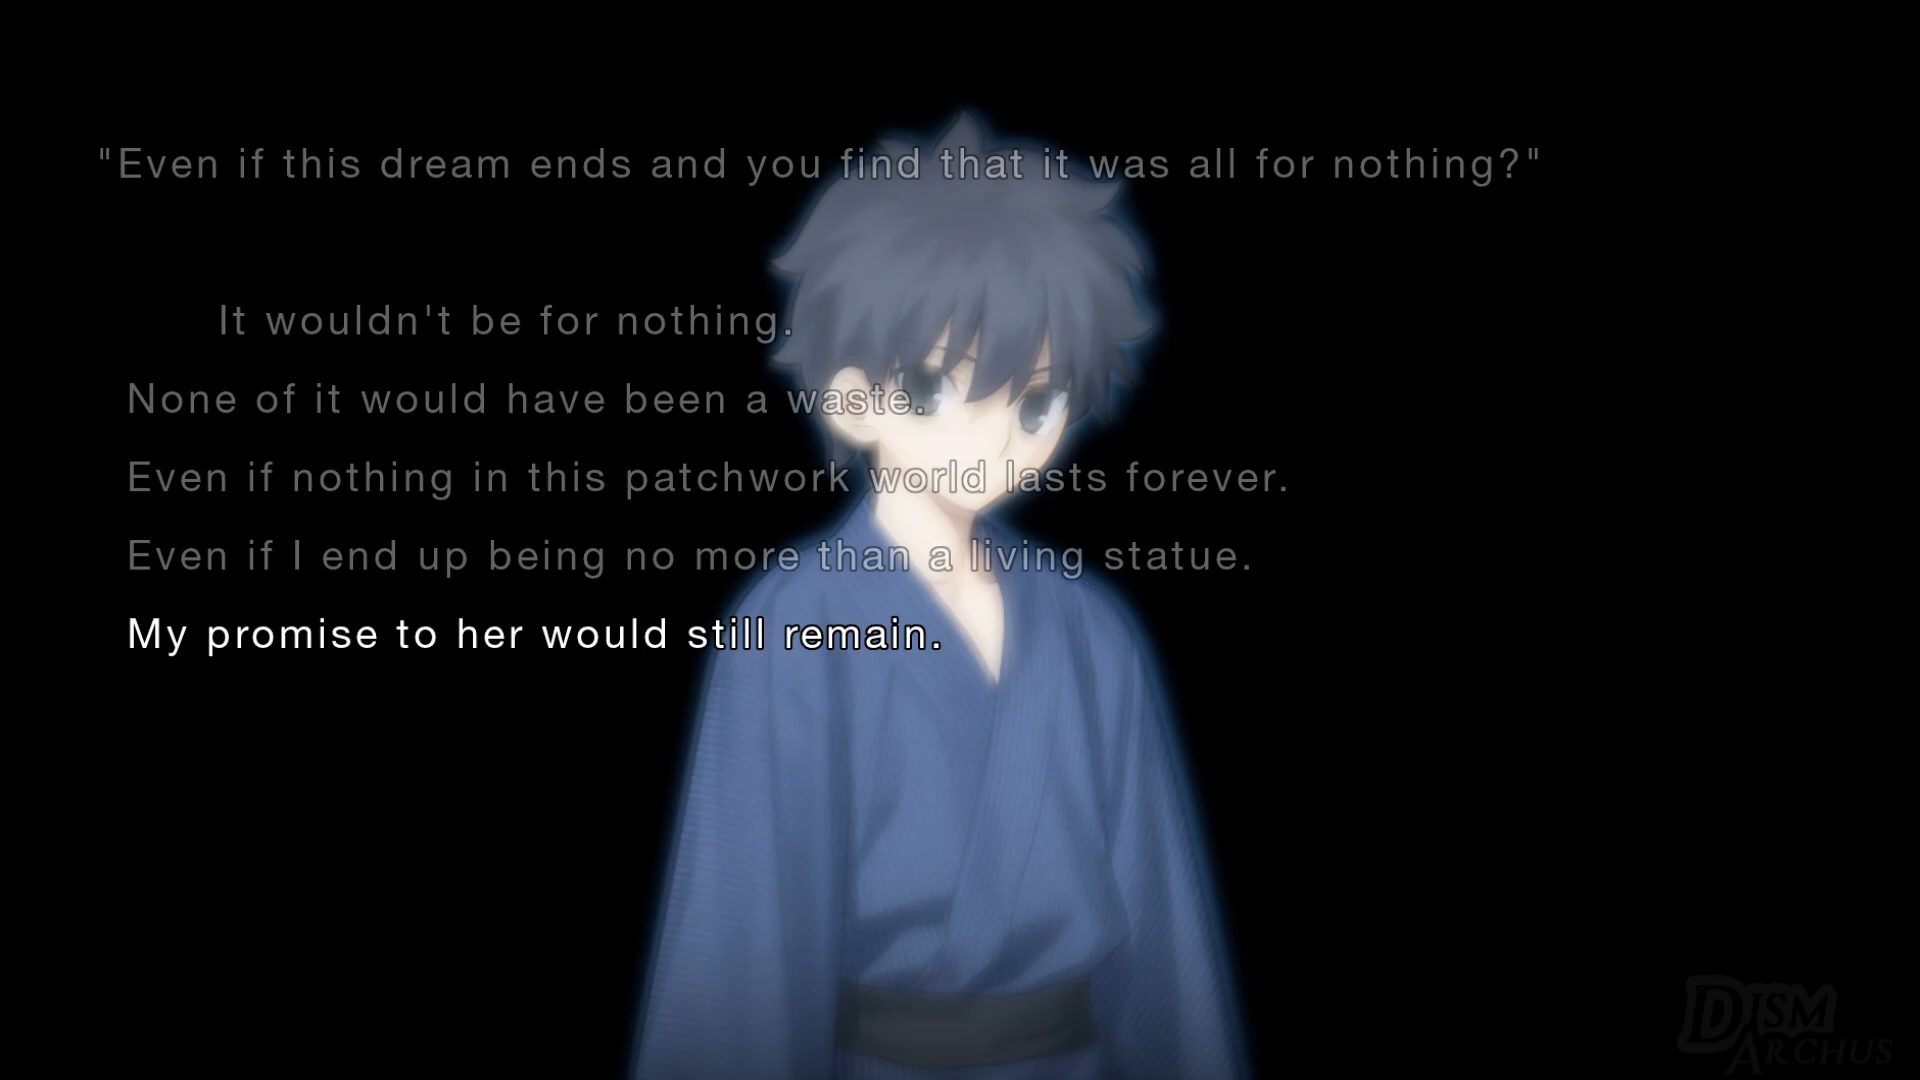 "Even if this dream ends and you find that it was all for nothing?"
It wouldn't be for nothing.
None of it would have been a waste.
Even if nothing in this patchwork world lasts forever.
Even if I end up being no more than a living statue.
My promise to her would still remain.
DISM
ARCHUS